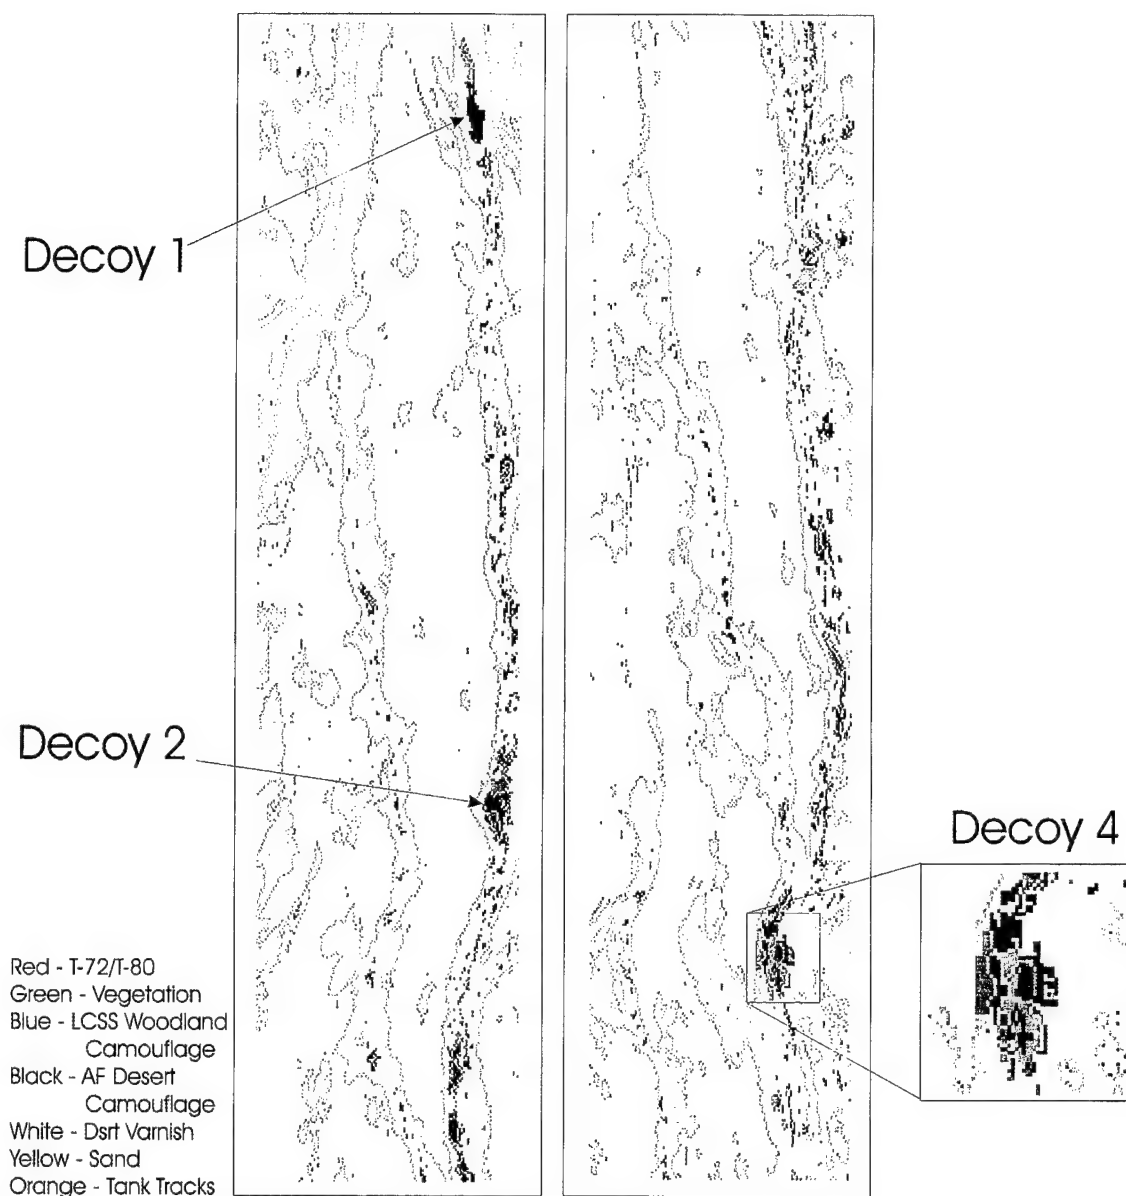 Decoy 1
Decoy 2
Decoy 4
Red - T-72/T-80
Green - Vegetation
Blue - LCSS Woodland
Camouflage
Black - AF Desert
Camouflage
White - Dsrt Varnish
Yellow - Sand
Orange - Tank Tracks